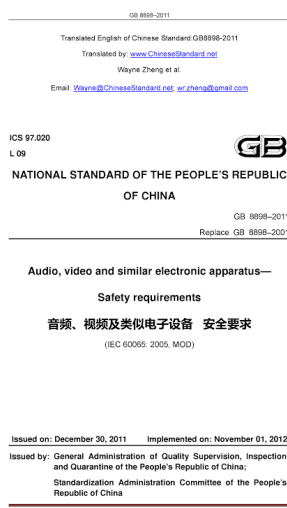 GB 8898–2011
Translated English of Chinese Standard:GB8898-2011
Translated by: www.ChineseStandard.net
Wayne Zheng et al.
Email: Wayne@ChineseStandard.net; wr.zheng@gmail.com
ICS 97.020
GB
L 09
NATIONAL STANDARD OF THE PEOPLE'S REPUBLIC
OF CHINA
GB 8898–2011
Replace GB 8898–2001
Audio, video and similar electronic apparatus—
Safety requirements
音频、视频及类似电子设备 安全要求
(IEC 60065: 2005, MOD)
Issued on: December 30, 2011 Implemented on: November 01, 2012
Issued by: General Administration of Quality Supervision, Inspection
and Quarantine of the People's Republic of China;
Standardization Administration Committee of the People's
Republic of China